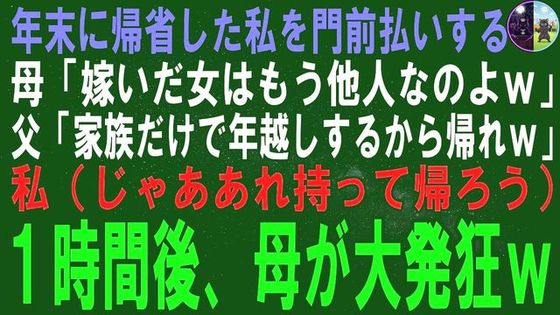 年末に帰省した私を門前払いする
母「嫁いだ女はもう他人なのよｗ」
父「家族だけで年越しするから帰れｗ」
私（じゃああれ持って帰ろう）
１時間後、母が大発狂ｗ